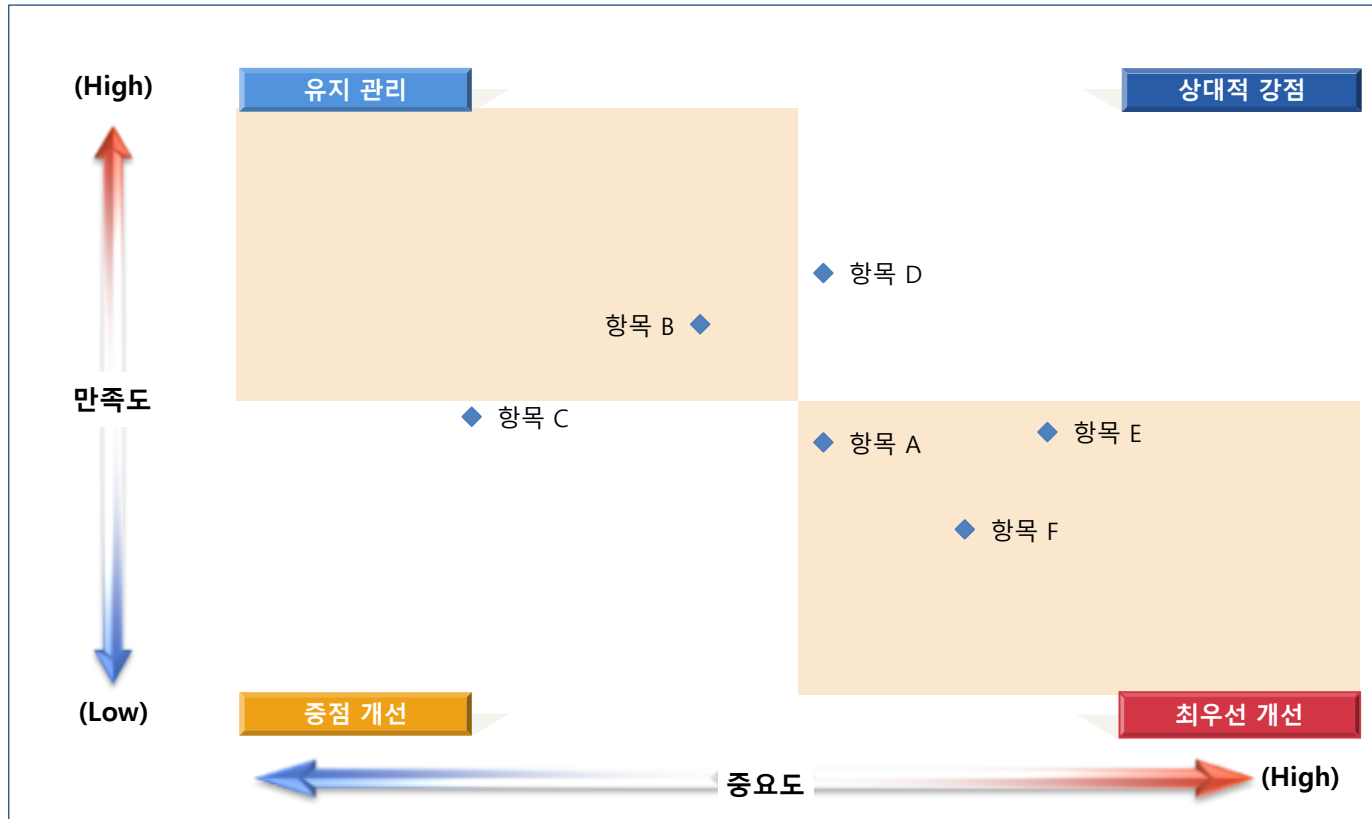 (High)
유지 관리
상대적 강점
항목 D
항목 B
만족도
항목 C
항목 A
항목 E
항목 F
(Low)
중점 개선
최우선 개선
중요도
(High)